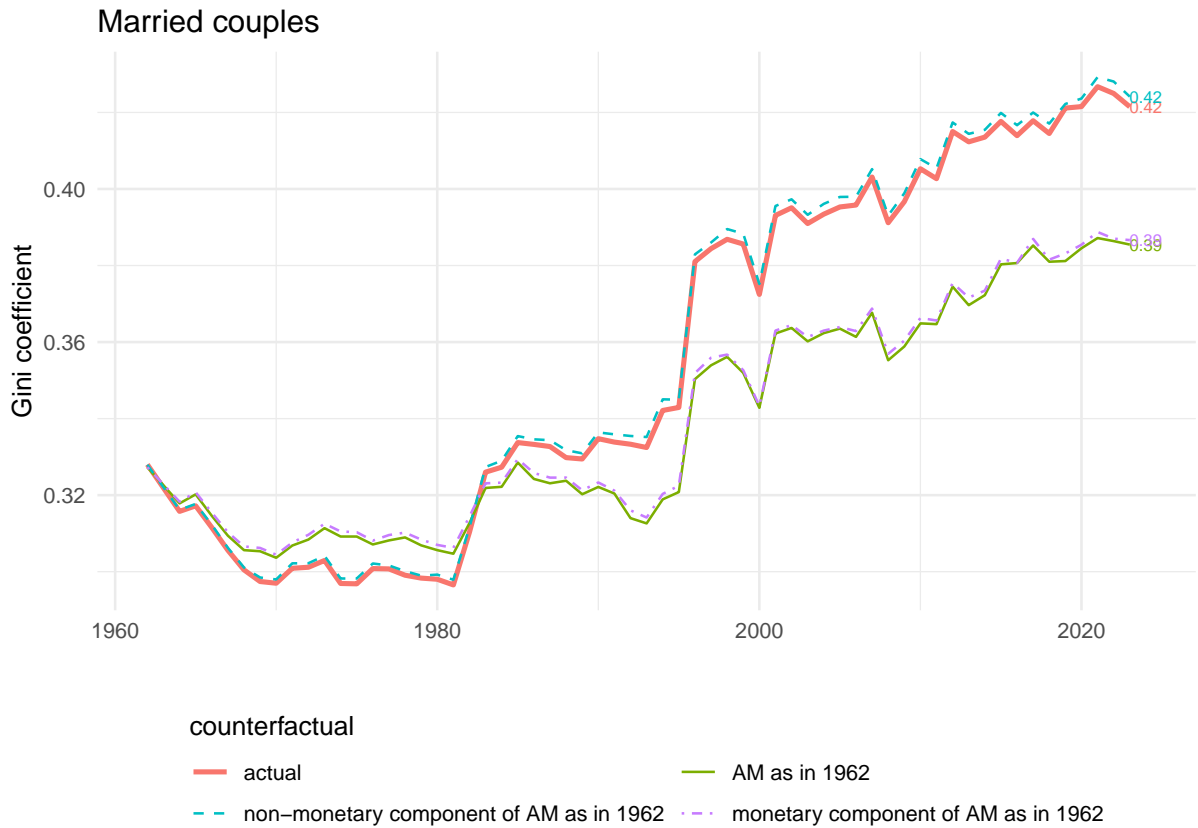 Married couples
0.42
0.42
0.40
0.39
0.39
0.36
0.32
Gini coefficient
1960 1980 2000 2020
counterfactual
actual AM as in 1962
non−monetary component of AM as in 1962 monetary component of AM as in 1962